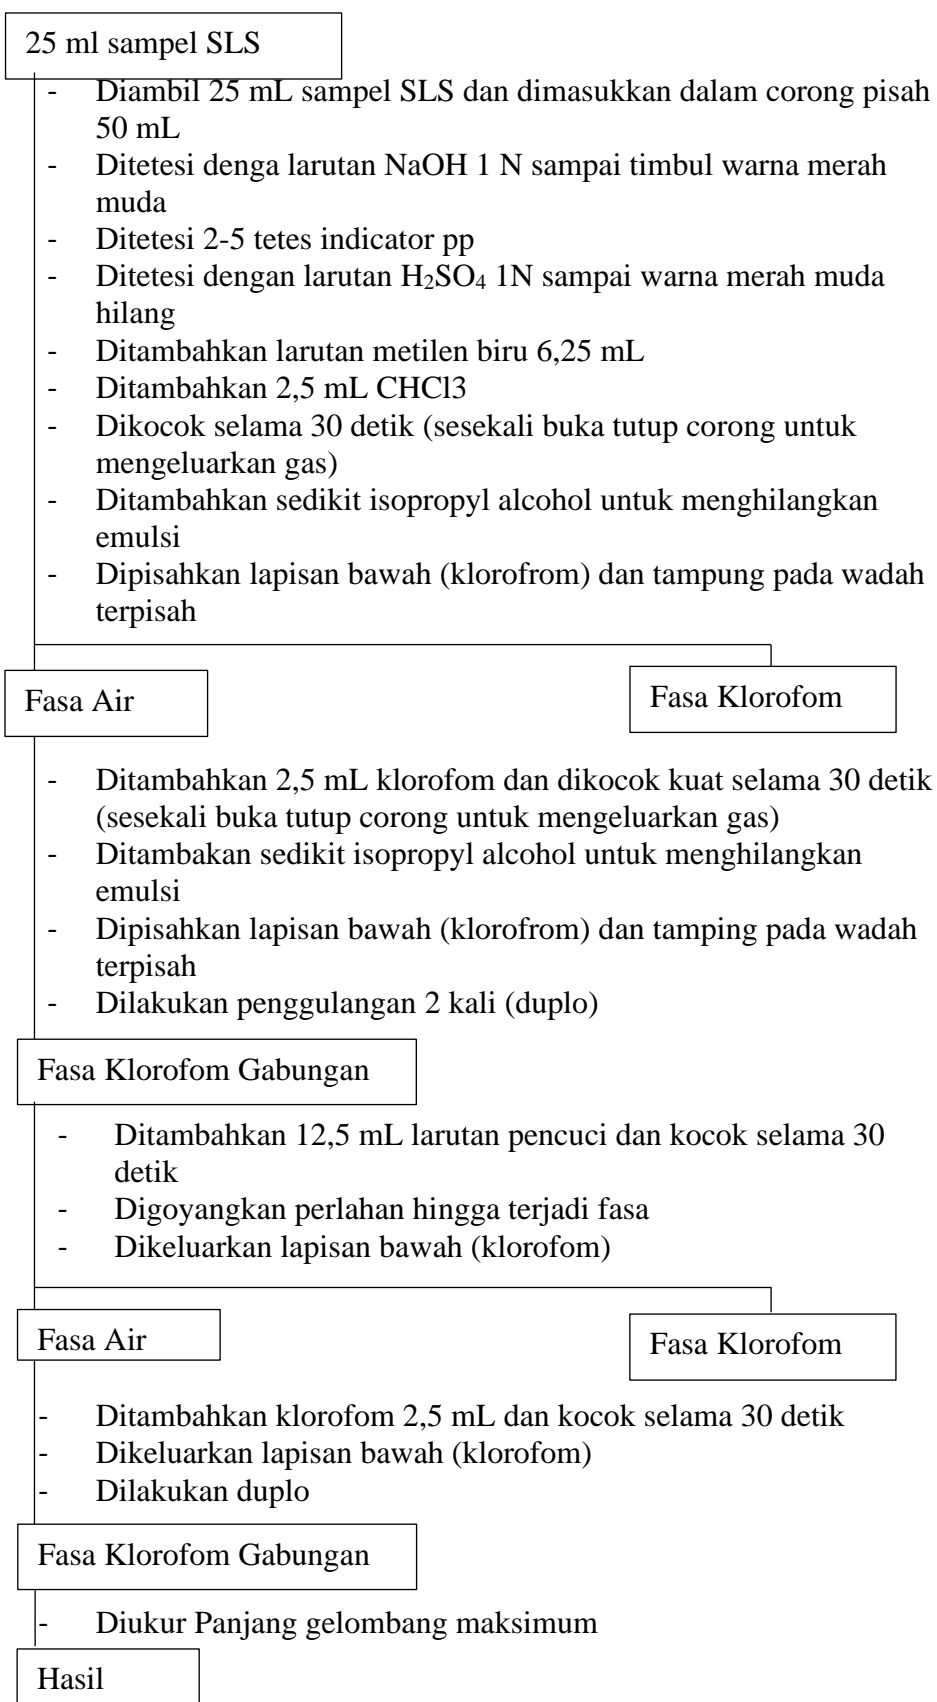 25 ml sampel SLS
- Diambil 25 mL sampel SLS dan dimasukkan dalam corong pisah
50 mL
- Ditetesi denga larutan NaOH 1 N sampai timbul warna merah
muda
- Ditetesi 2-5 tetes indicator pp
- Ditetesi dengan larutan H₂SO₄ 1N sampai warna merah muda
hilang
- Ditambahkan larutan metilen biru 6,25 mL
- Ditambahkan 2,5 mL CHCl3
- Dikocok selama 30 detik (sesekali buka tutup corong untuk
mengeluarkan gas)
- Ditambahkan sedikit isopropyl alcohol untuk menghilangkan
emulsi
- Dipisahkan lapisan bawah (klorofrom) dan tampung pada wadah
terpisah
Fasa Air
Fasa Klorofom
- Ditambahkan 2,5 mL klorofom dan dikocok kuat selama 30 detik
(sesekali buka tutup corong untuk mengeluarkan gas)
- Ditambakan sedikit isopropyl alcohol untuk menghilangkan
emulsi
- Dipisahkan lapisan bawah (klorofrom) dan tamping pada wadah
terpisah
- Dilakukan penggulangan 2 kali (duplo)
Fasa Klorofom Gabungan
- Ditambahkan 12,5 mL larutan pencuci dan kocok selama 30
detik
- Digoyangkan perlahan hingga terjadi fasa
- Dikeluarkan lapisan bawah (klorofom)
Fasa Air
Fasa Klorofom
- Ditambahkan klorofom 2,5 mL dan kocok selama 30 detik
- Dikeluarkan lapisan bawah (klorofom)
- Dilakukan duplo
Fasa Klorofom Gabungan
- Diukur Panjang gelombang maksimum
Hasil